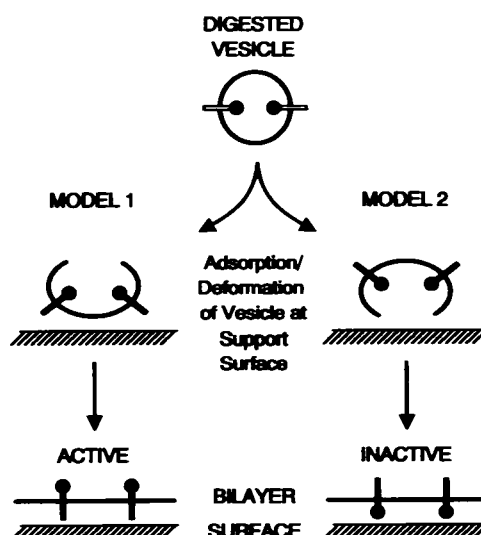 DIGESTED
VESICLE
MODEL 1
MODEL 2
Adsorption/
Deformation
of Vesicle at
Support
Surface
ACTIVE
INACTIVE
BILAYER
SURFACE